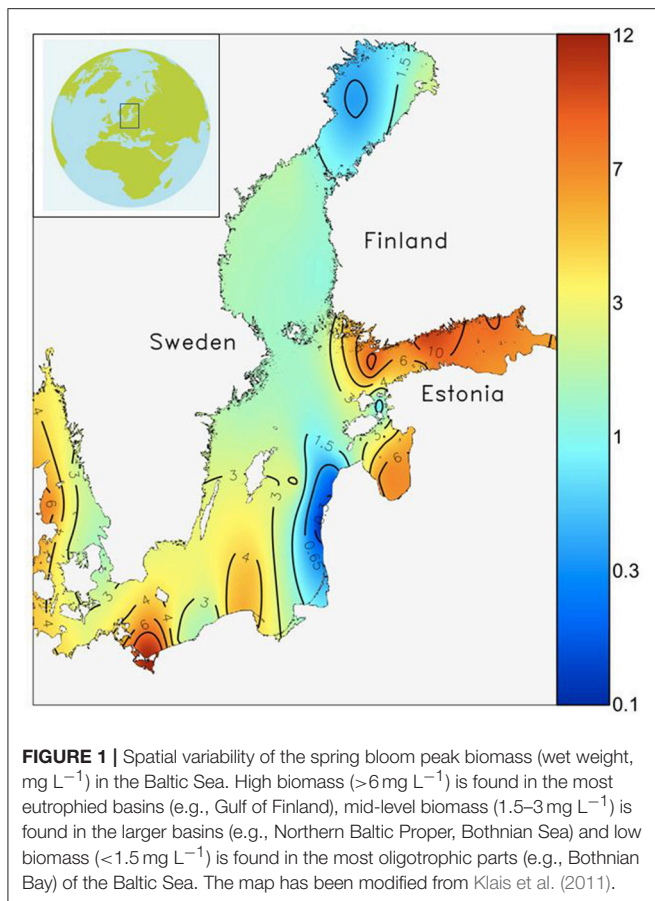 12
7
3
1
0.3
0.1
Finland
Sweden
Estonia
1.5
10
6
4
3
1.5
3
6
3
3
0.65
4
3
4
6
4
3
6
4
4
FIGURE 1 | Spatial variability of the spring bloom peak biomass (wet weight,
mg L−1) in the Baltic Sea. High biomass (>6 mg L−1) is found in the most
eutrophied basins (e.g., Gulf of Finland), mid-level biomass (1.5–3 mg L−1) is
found in the larger basins (e.g., Northern Baltic Proper, Bothnian Sea) and low
biomass (<1.5 mg L−1) is found in the most oligotrophic parts (e.g., Bothnian
Bay) of the Baltic Sea. The map has been modified from Klais et al. (2011).